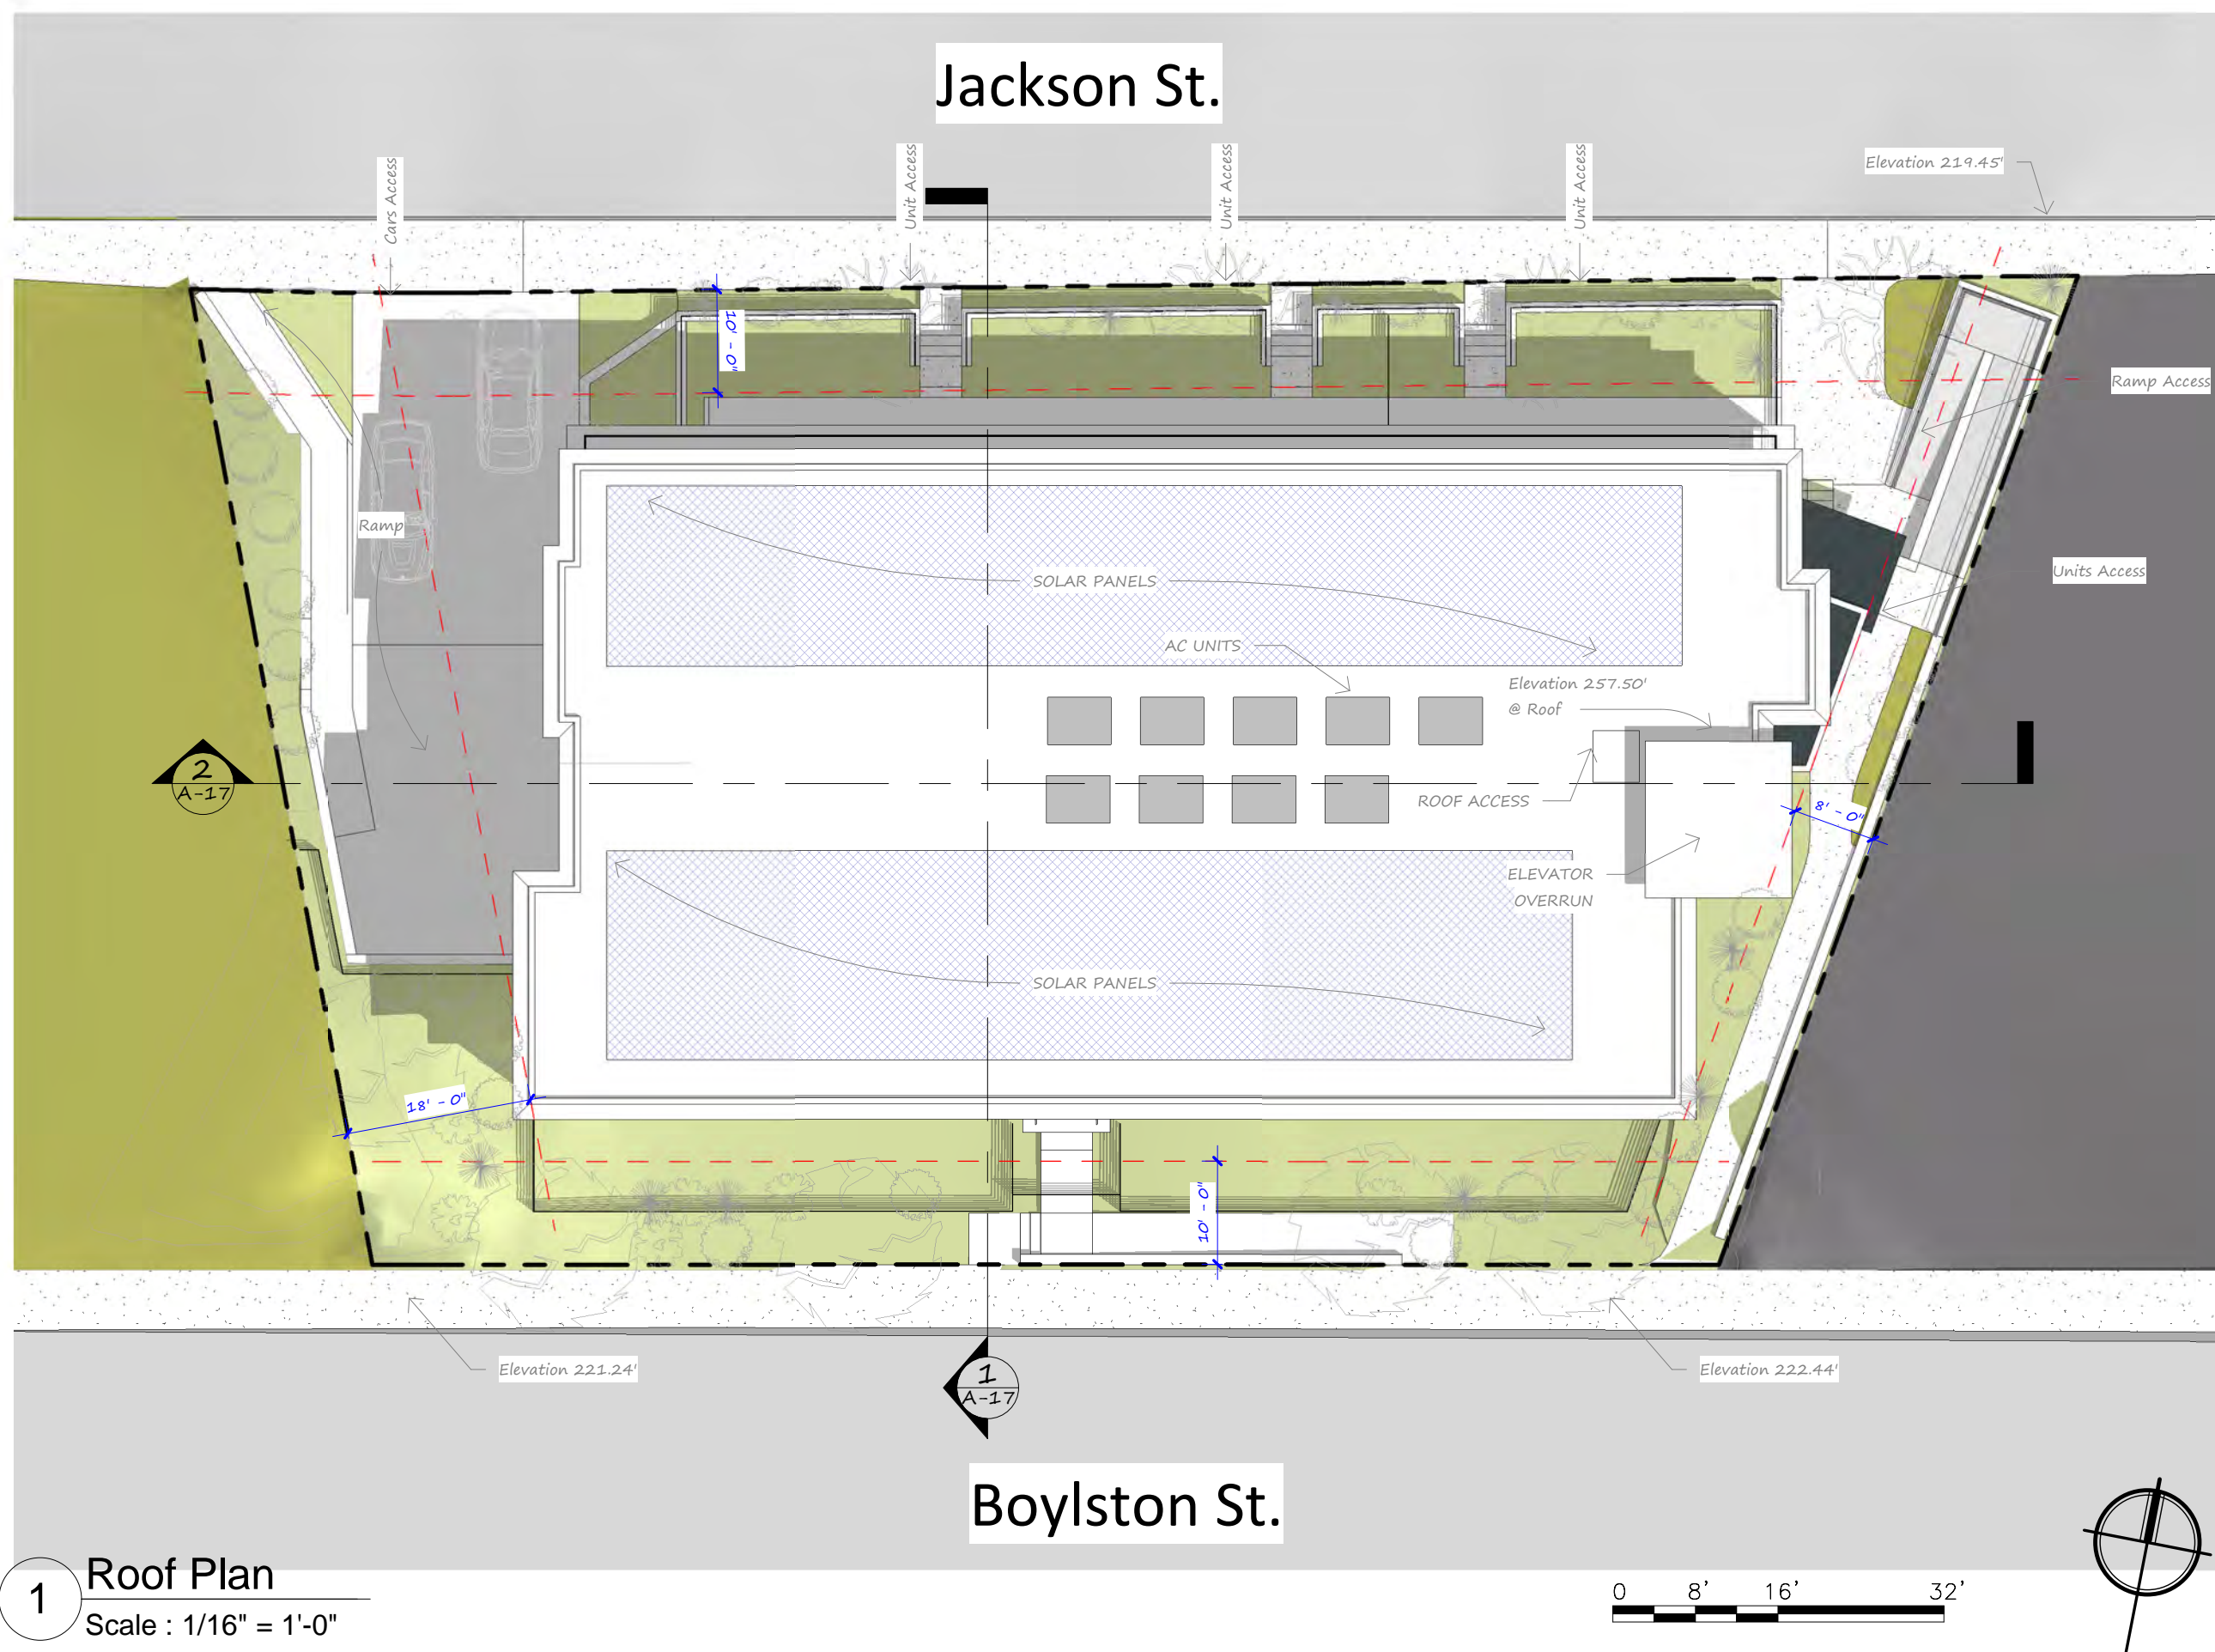 Jackson St.
Cars Access
Unit Access
Unit Access
Unit Access
Elevation 219.45'
10' - 0"
Ramp Access
Ramp
SOLAR PANELS
Units Access
AC UNITS
Elevation 257.50'
@ Roof
2
A-17
ROOF ACCESS
8' - 0"
ELEVATOR
OVERRUN
SOLAR PANELS
18' - 0"
10' - 0"
Elevation 221.24'
1
A-17
Elevation 222.44'
Boylston St.
1
Roof Plan
Scale : 1/16" = 1'-0"
0 8' 16' 32'